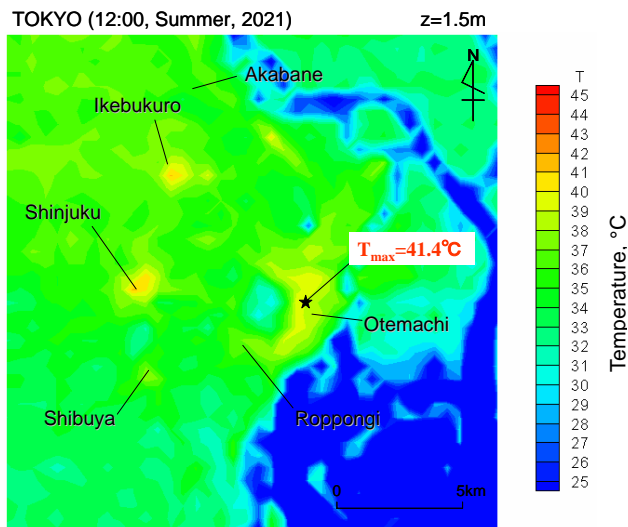 TOKYO (12:00, Summer, 2021)
z=1.5m
N
Akabane
Ikebukuro
Shinjuku
Tmax=41.4℃
Otemachi
Shibuya
Roppongi
0
5km
T
45
44
43
42
41
40
39
38
37
36
35
34
33
32
31
30
29
28
27
26
25
Temperature, °C